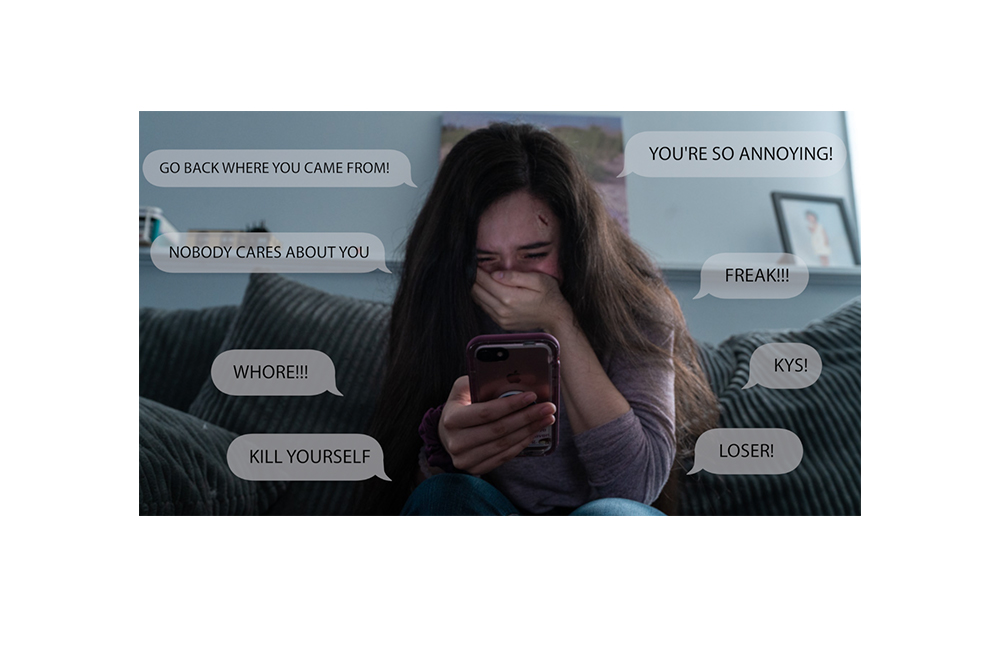 GO BACK WHERE YOU CAME FROM!
YOU'RE SO ANNOYING!
NOBODY CARES ABOUT YOU
FREAK!!!
WHORE!!!
KYS!
KILL YOURSELF
LOSER!